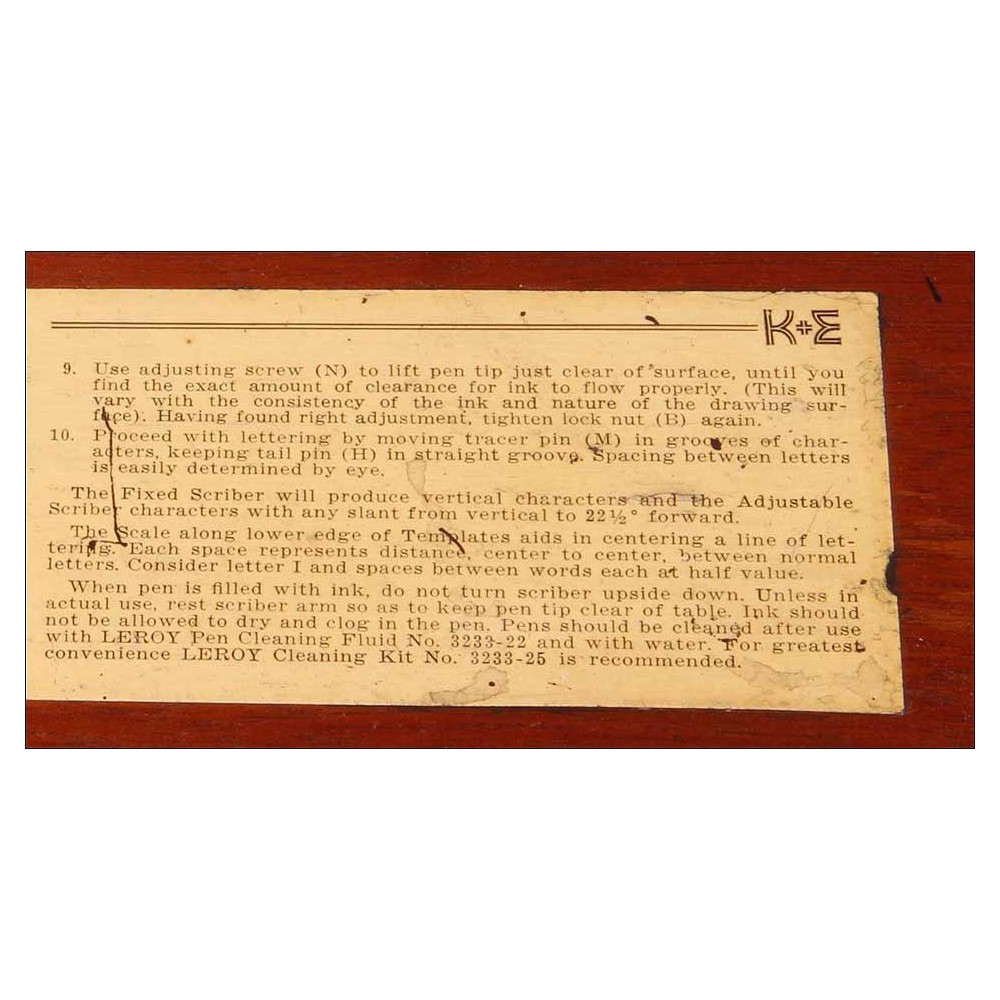 K+E
9. Use adjusting screw (N) to lift pen tip just clear of surface, until you
find the exact amount of clearance for ink to flow properly. (This will
vary with the consistency of the ink and nature of the drawing sur-
face). Having found right adjustment, tighten lock nut (B) again.
10. Proceed with lettering by moving tracer pin (M) in grooves of char-
acters, keeping tail pin (H) in straight groove. Spacing between letters
is easily determined by eye.
The Fixed Scriber will produce vertical characters and the Adjustable
Scriber characters with any slant from vertical to 22½° forward.
The Scale along lower edge of Templates aids in centering a line of let-
tering. Each space represents distance, center to center, between normal
letters. Consider letter I and spaces between words each at half value.
When pen is filled with ink, do not turn scriber upside down. Unless in
actual use, rest scriber arm so as to keep pen tip clear of table. Ink should
not be allowed to dry and clog in the pen. Pens should be cleaned after use
with LEROY Pen Cleaning Fluid No. 3233-22 and with water. For greatest
convenience LEROY Cleaning Kit No. 3233-25 is recommended.